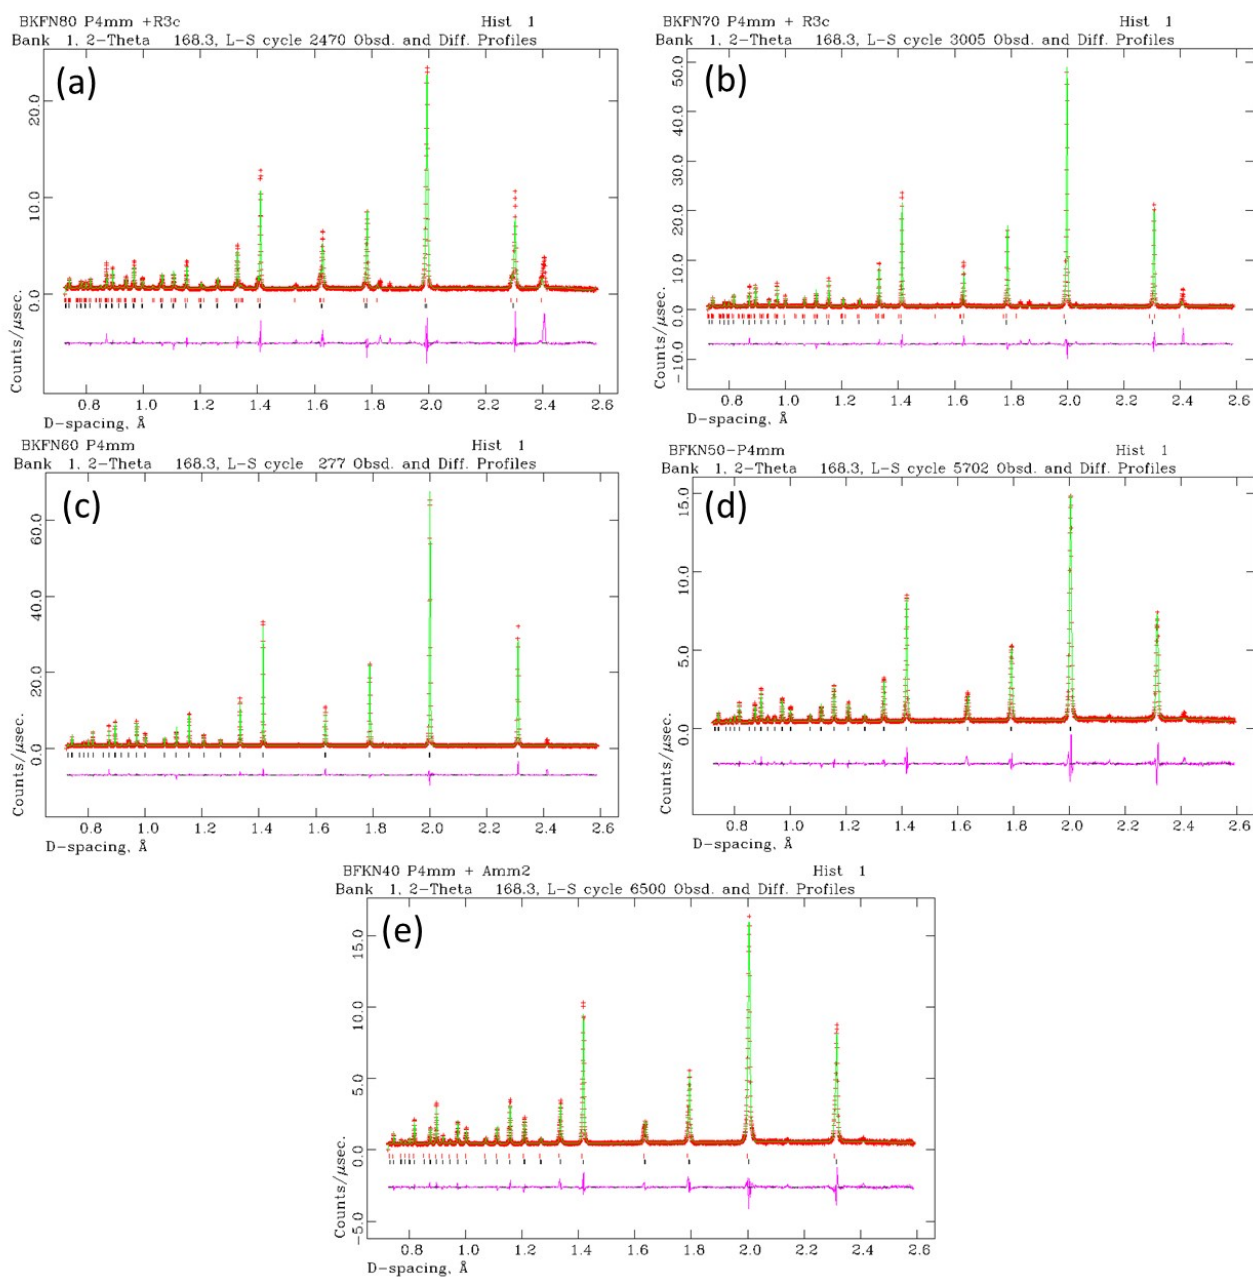 BKFN80 P4mm +R3c Hist 1
Bank 1, 2-Theta 168.3, L-S cycle 2470 Obsd. and Diff. Profiles
(a)
Counts/μsec.
0.0 10.0 20.0
0.8 1.0 1.2 1.4 1.6 1.8 2.0 2.2 2.4 2.6
D-spacing, Å
BKFN70 P4mm + R3c Hist 1
Bank 1, 2-Theta 168.3, L-S cycle 3005 Obsd. and Diff. Profiles
(b)
Counts/μsec.
-10.0 0.0 10.0 20.0 30.0 40.0 50.0
0.8 1.0 1.2 1.4 1.6 1.8 2.0 2.2 2.4 2.6
D-spacing, Å
BKFN60 P4mm Hist 1
Bank 1, 2-Theta 168.3, L-S cycle 277 Obsd. and Diff. Profiles
(c)
Counts/μsec.
0.0 20.0 40.0 60.0
0.8 1.0 1.2 1.4 1.6 1.8 2.0 2.2 2.4 2.6
D-spacing, Å
BFKN50-P4mm Hist 1
Bank 1, 2-Theta 168.3, L-S cycle 5702 Obsd. and Diff. Profiles
(d)
Counts/μsec.
0.0 5.0 10.0 15.0
0.8 1.0 1.2 1.4 1.6 1.8 2.0 2.2 2.4 2.6
D-spacing, Å
BFKN40 P4mm + Amm2 Hist 1
Bank 1, 2-Theta 168.3, L-S cycle 6500 Obsd. and Diff. Profiles
(e)
Counts/μsec.
-5.0 0.0 5.0 10.0 15.0
0.8 1.0 1.2 1.4 1.6 1.8 2.0 2.2 2.4 2.6
D-spacing, Å